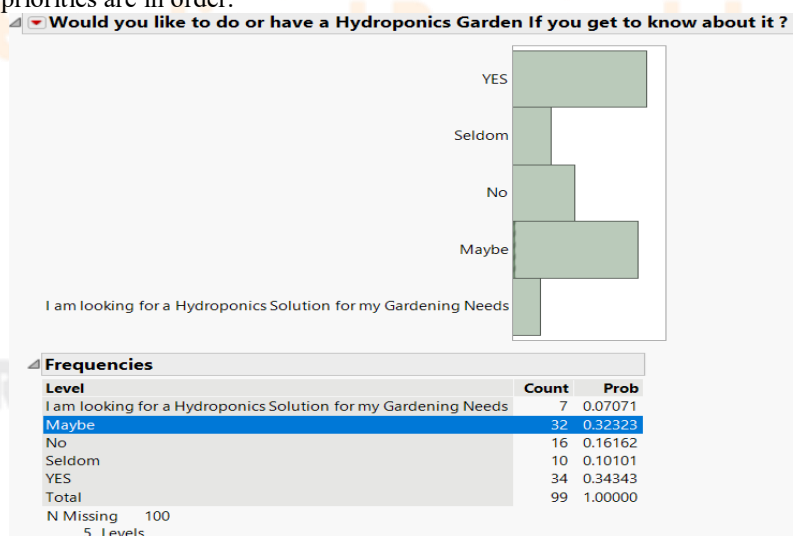 priorities are in order.
Would you like to do or have a Hydroponics Garden If you get to know about it ?
YES
Seldom
No
Maybe
I am looking for a Hydroponics Solution for my Gardening Needs
Frequencies
Level Count Prob
I am looking for a Hydroponics Solution for my Gardening Needs 7 0.07071
Maybe 32 0.32323
No 16 0.16162
Seldom 10 0.10101
YES 34 0.34343
Total 99 1.00000
N Missing 100
5 Levels